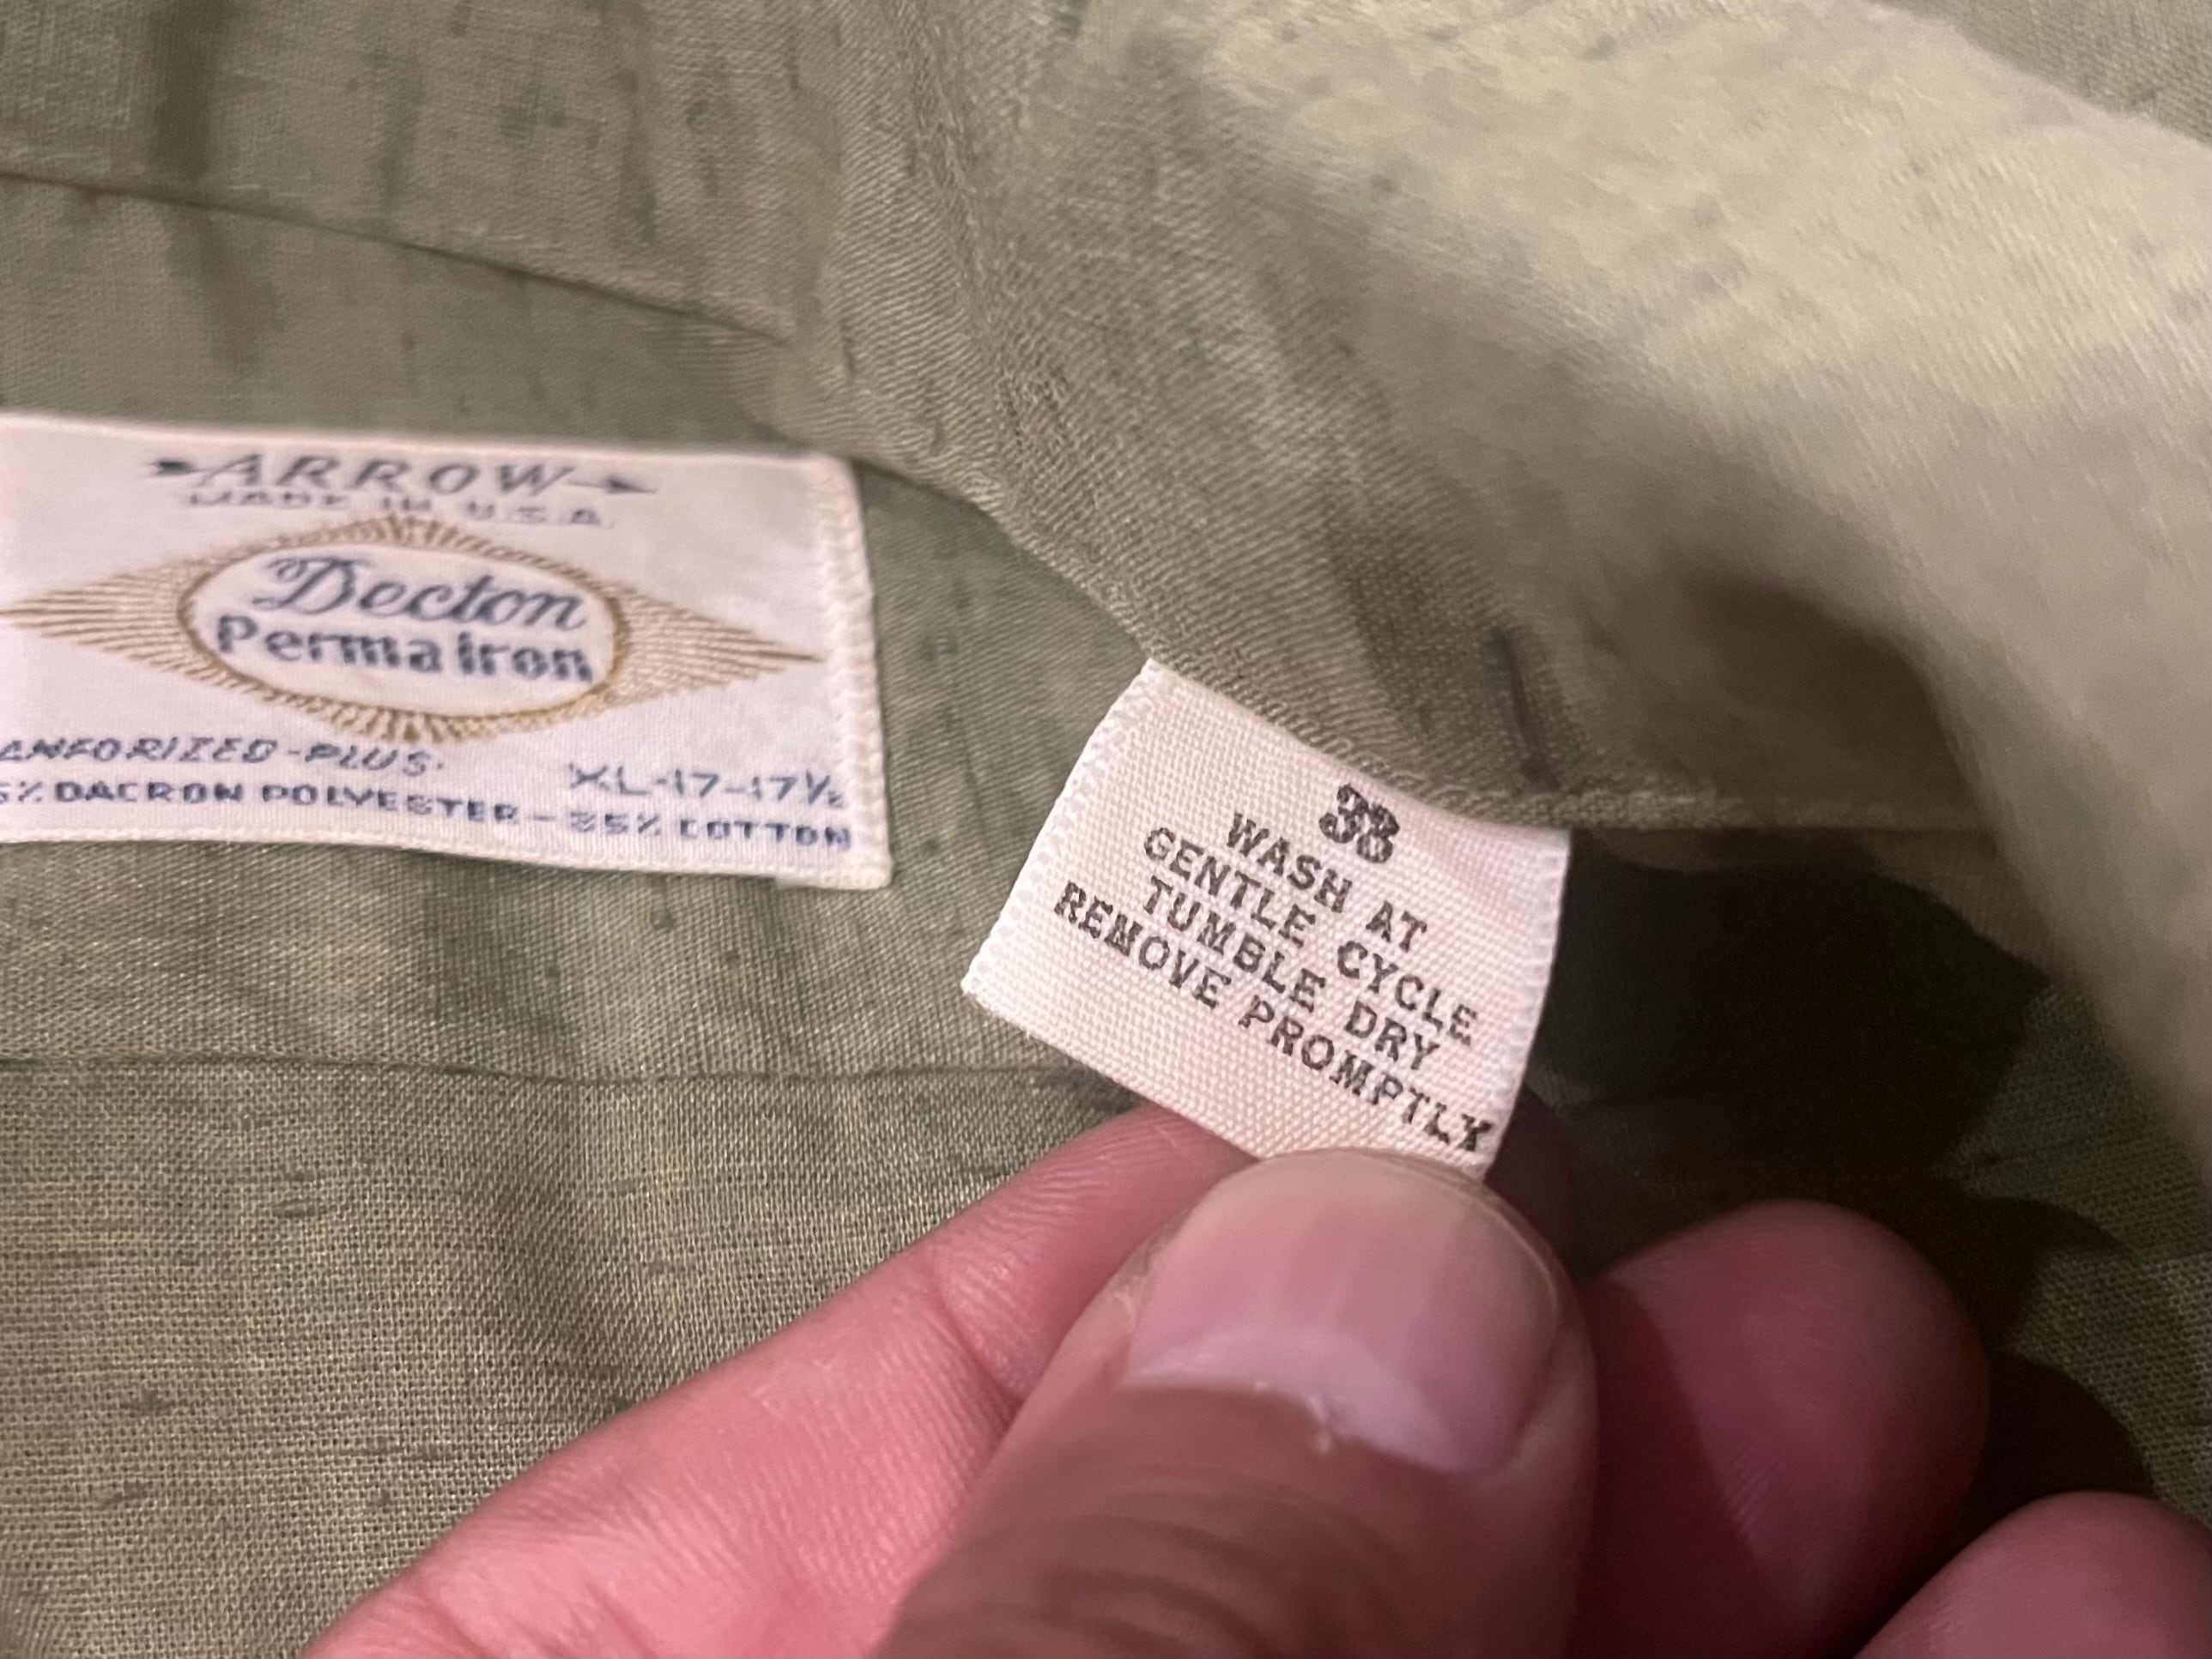 ARROW
MADE IN U.S.A.
Decton
Perma Iron
ANFORIZED-PLUS.
XL-17-17½
5% DACRON POLYESTER - 35% COTTON
WASH AT
GENTLE CYCLE
TUMBLE DRY
REMOVE PROMPTLY